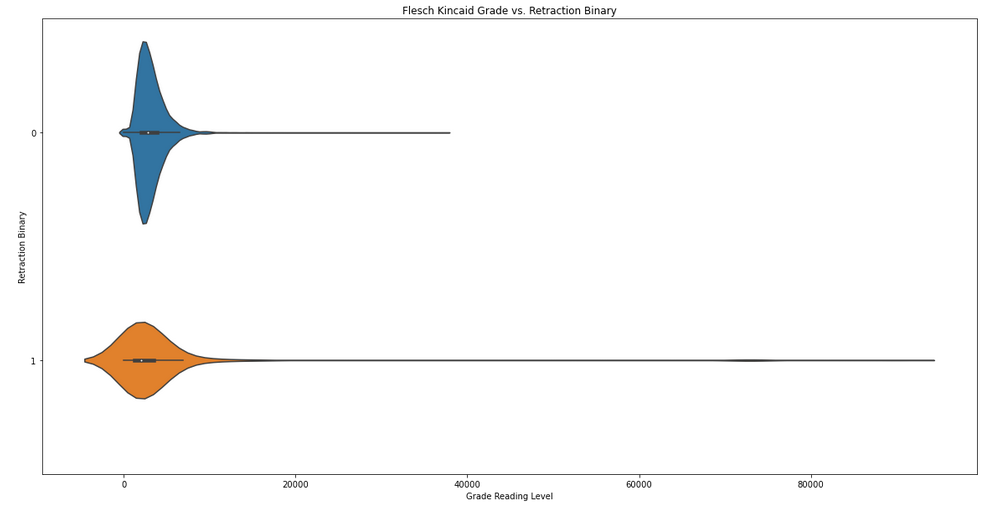 Flesch Kincaid Grade vs. Retraction Binary
Retraction Binary
0
1
0
20000
40000
60000
80000
Grade Reading Level